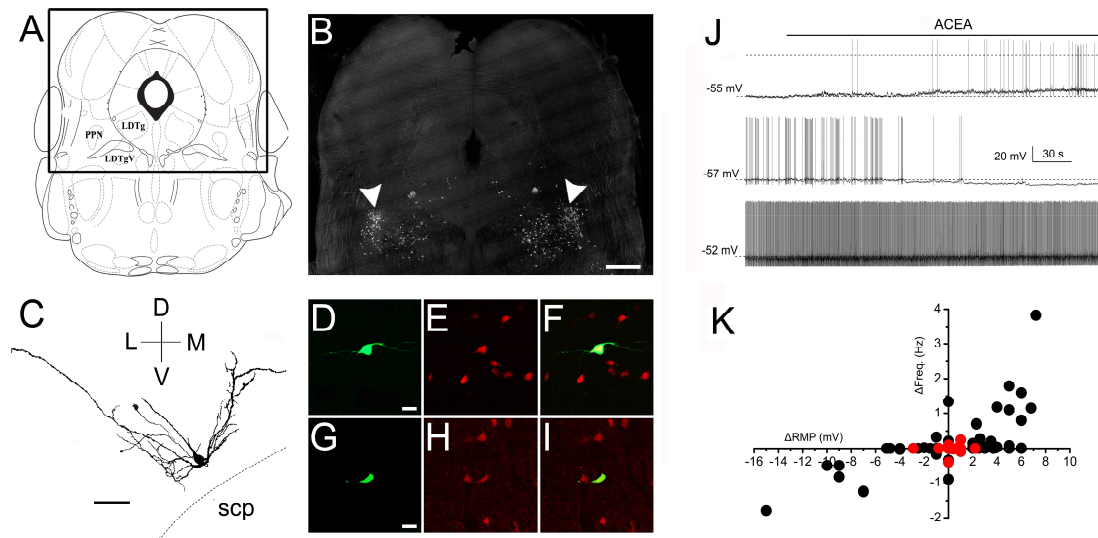 A
PPN
LDTg
LDTgV
B
C
D
L M
V
scp
D E F
G H I
J
ACEA
-55 mV
-57 mV
20 mV 30 s
-52 mV
K
ΔFreq. (Hz)
ΔRMP (mV)
4
2
1
-16 -14 -12 -10 -8 -6 -4 -2 0 2 4 6 8 10
-1
-2